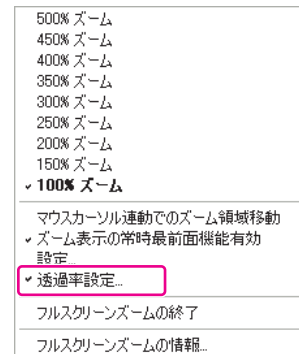 500% ズーム
450% ズーム
400% ズーム
350% ズーム
300% ズーム
250% ズーム
200% ズーム
150% ズーム
100% ズーム
マウスカーソル連動でのズーム領域移動
ズーム表示の常時最前面機能有効
設定...
透過率設定...
フルスクリーンズームの終了
フルスクリーンズームの情報...